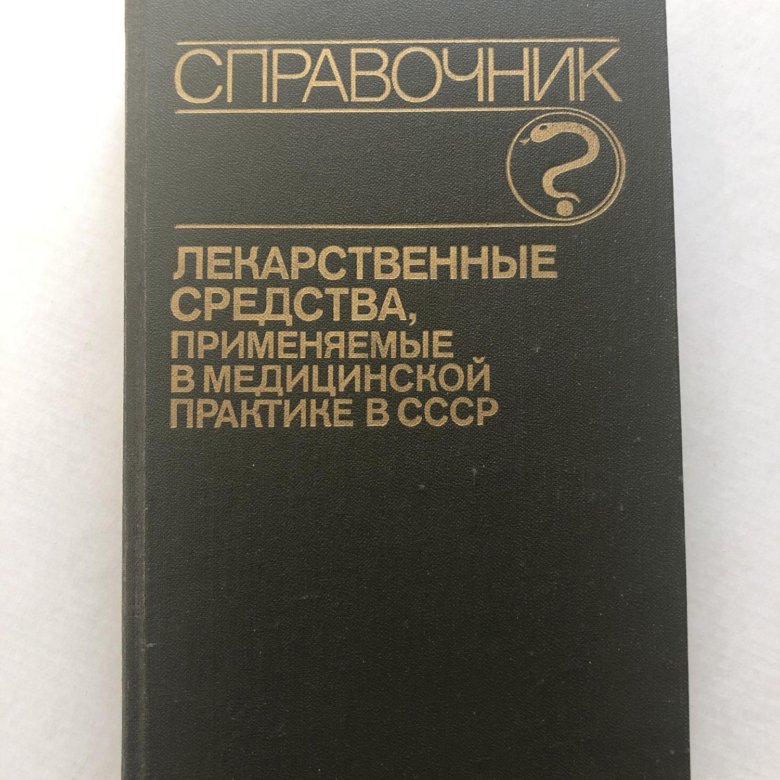 СПРАВОЧНИК
ЛЕКАРСТВЕННЫЕ
СРЕДСТВА,
ПРИМЕНЯЕМЫЕ
В МЕДИЦИНСКОЙ
ПРАКТИКЕ В СССР